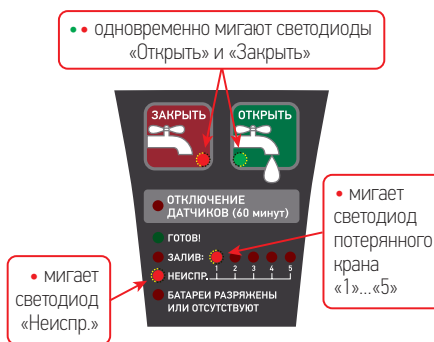 •• одновременно мигают светодиоды
«Открыть» и «Закрыть»
ЗАКРЫТЬ ОТКРЫТЬ
ОТКЛЮЧЕНИЕ
ДАТЧИКОВ (60 минут)
ГОТОВ!
ЗАЛИВ:
НЕИСПР.
1 2 3 4 5
БАТАРЕИ РАЗРЯЖЕНЫ
ИЛИ ОТСУТСТВУЮТ
• мигает
светодиод
потерянного
крана
«1»...«5»
• мигает
светодиод
«Неиспр.»